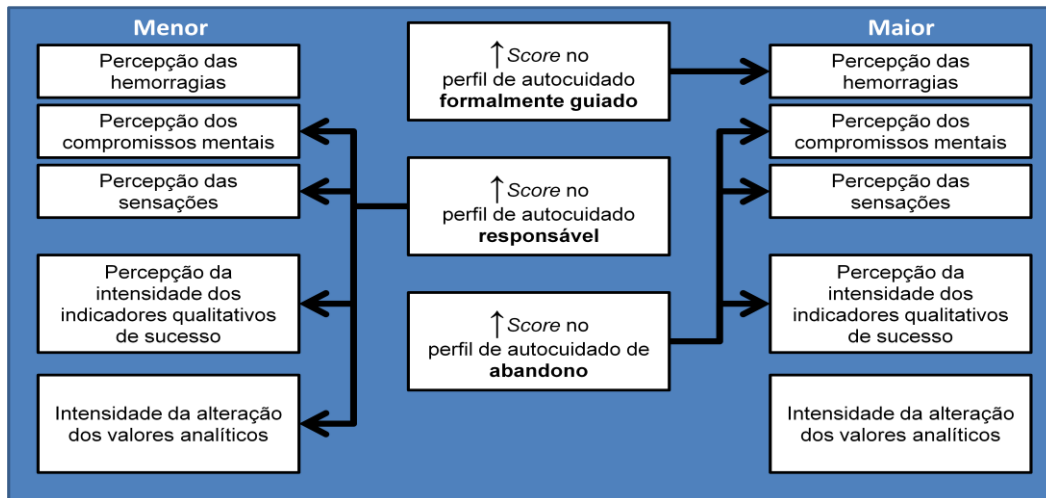 Menor
Percepção das
hemorragias
Percepção dos
compromissos mentais
Percepção das
sensações
Percepção da
intensidade dos
indicadores qualitativos
de sucesso
Intensidade da alteração
dos valores analíticos
↑Score no
perfil de autocuidado
formalmente guiado
↑Score no
perfil de autocuidado
responsável
↑Score no
perfil de autocuidado de
abandono
Maior
Percepção das
hemorragias
Percepção dos
compromissos mentais
Percepção das
sensações
Percepção da
intensidade dos
indicadores qualitativos
de sucesso
Intensidade da alteração
dos valores analíticos